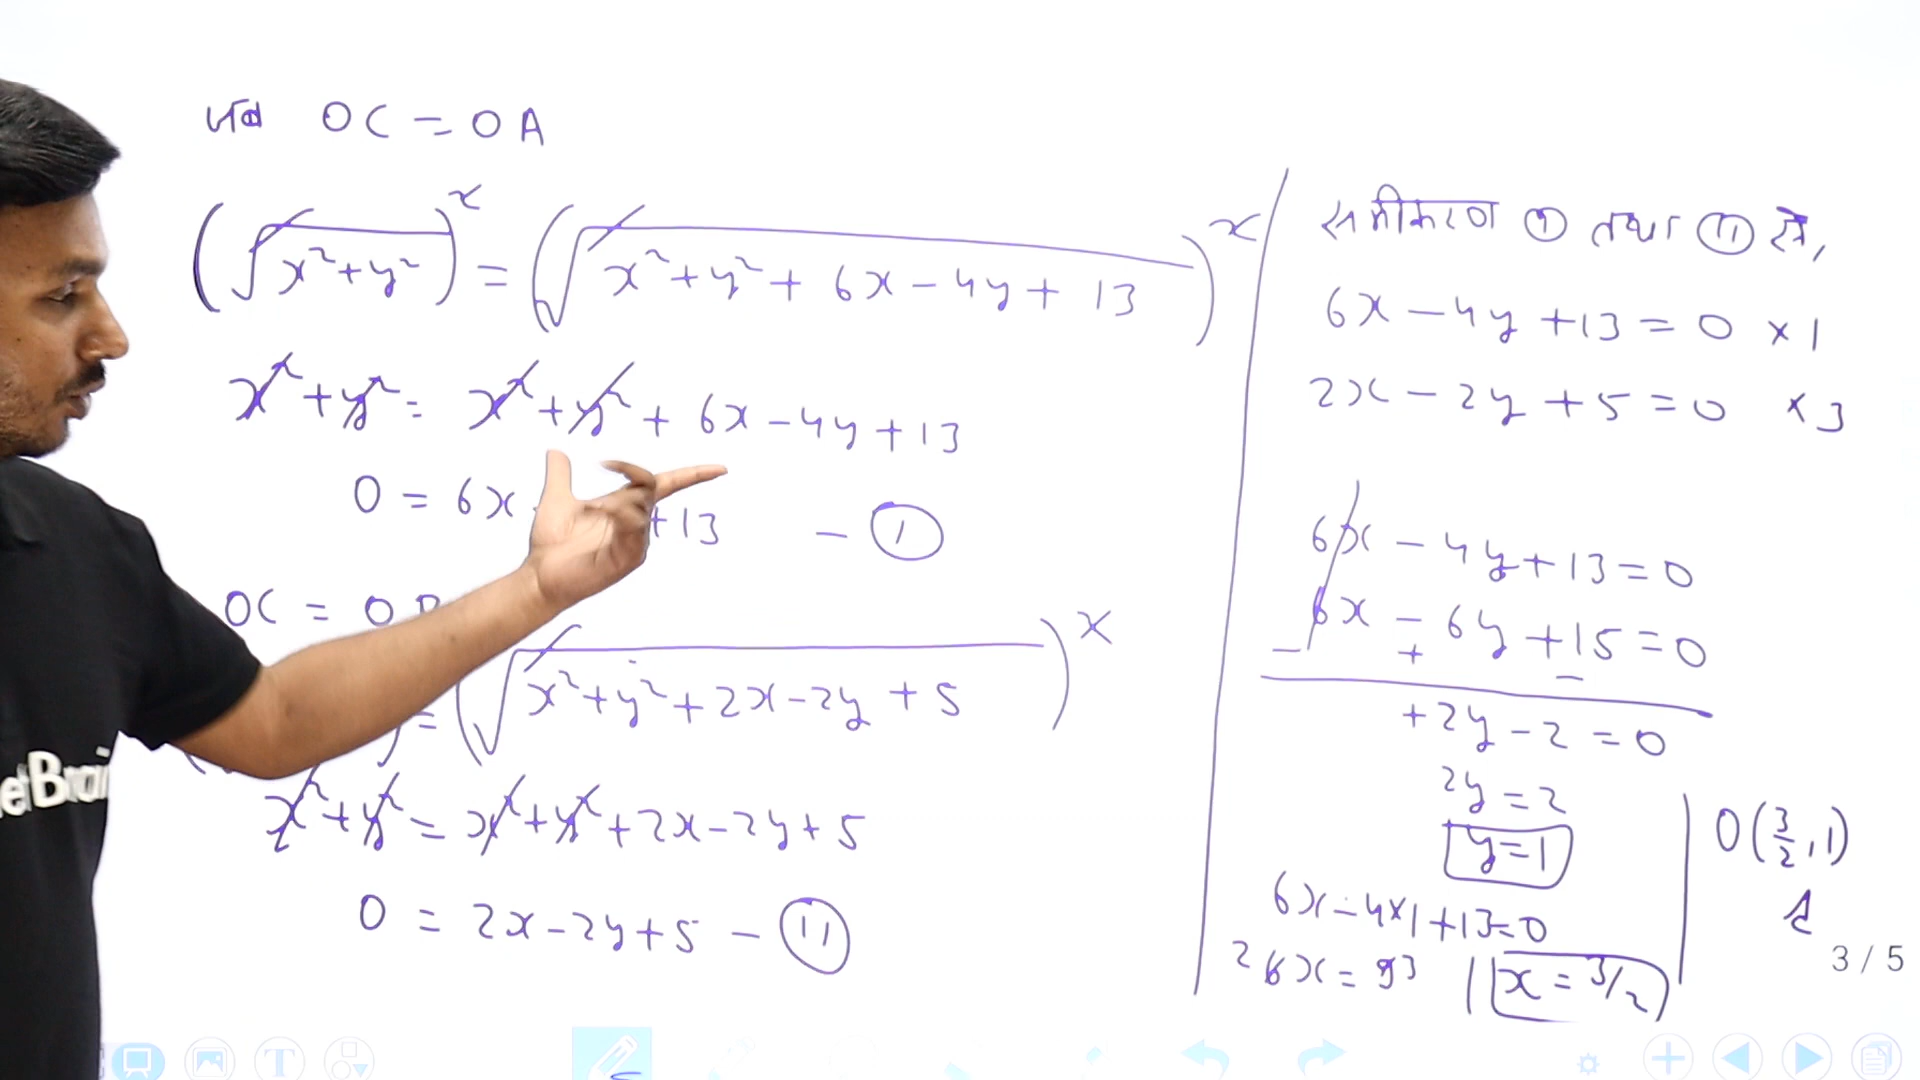 जब OC = OA
(√x²+y²)² = (√x²+y²+6x-4y+13)²
x²+y² = x²+y²+6x-4y+13
0 = 6x +13 - ①
OC = O
= (√x²+y²+2x-2y+5)²
x²+y² = x²+y²+2x-2y+5
0 = 2x-2y+5 - ⑪
समीकरण ① तथा ⑪ से,
6x-4y+13=0 ×1
2x-2y+5=0 ×3
6x-4y+13=0
6x-6y+15=0
- + -
+2y-2=0
2y=2
y=1
6x-4×1+13=0
26x=93
x=3/2
O(3/2,1)
3 / 5
etBrai